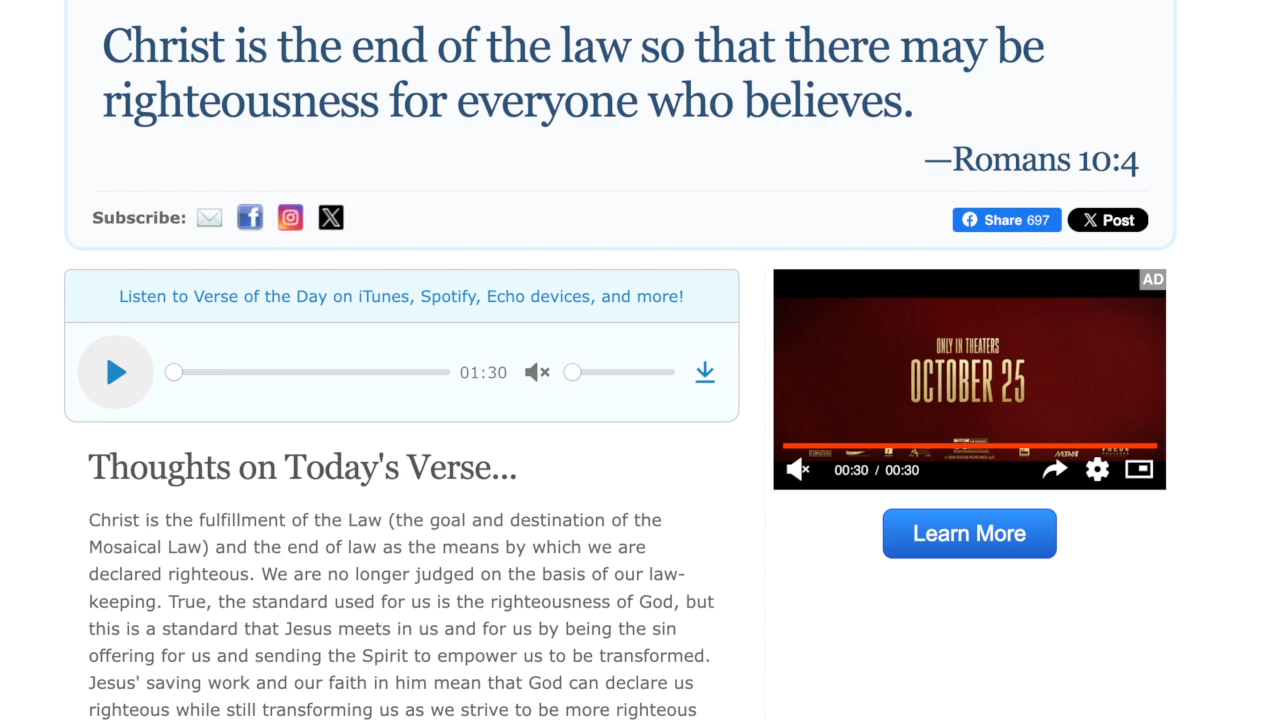 Christ is the end of the law so that there may be
righteousness for everyone who believes.
—Romans 10:4
Subscribe:
Share 697
X Post
Listen to Verse of the Day on iTunes, Spotify, Echo devices, and more!
01:30
AD
ONLY IN THEATERS
OCTOBER 25
00:30 / 00:30
Learn More
Thoughts on Today's Verse...
Christ is the fulfillment of the Law (the goal and destination of the
Mosaical Law) and the end of law as the means by which we are
declared righteous. We are no longer judged on the basis of our law-
keeping. True, the standard used for us is the righteousness of God, but
this is a standard that Jesus meets in us and for us by being the sin
offering for us and sending the Spirit to empower us to be transformed.
Jesus' saving work and our faith in him mean that God can declare us
righteous while still transforming us as we strive to be more righteous